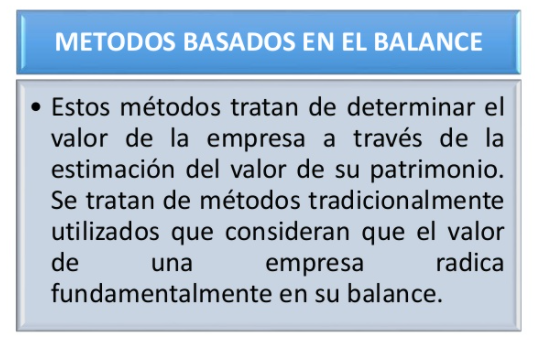 METODOS BASADOS EN EL BALANCE
• Estos métodos tratan de determinar el
valor de la empresa a través de la
estimación del valor de su patrimonio.
Se tratan de métodos tradicionalmente
utilizados que consideran que el valor
de una empresa radica
fundamentalmente en su balance.